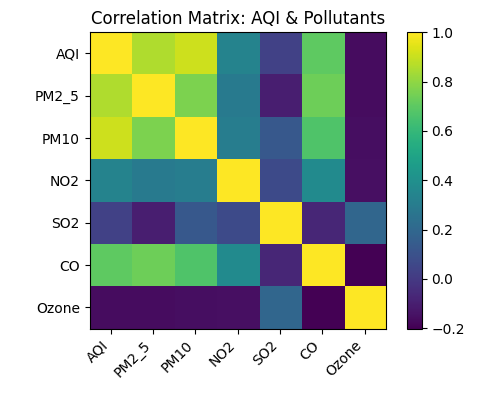 Correlation Matrix: AQI & Pollutants
AQI
PM2_5
PM10
NO2
SO2
CO
Ozone
AQI
PM2_5
PM10
NO2
SO2
CO
Ozone
1.0
0.8
0.6
0.4
0.2
0.0
−0.2